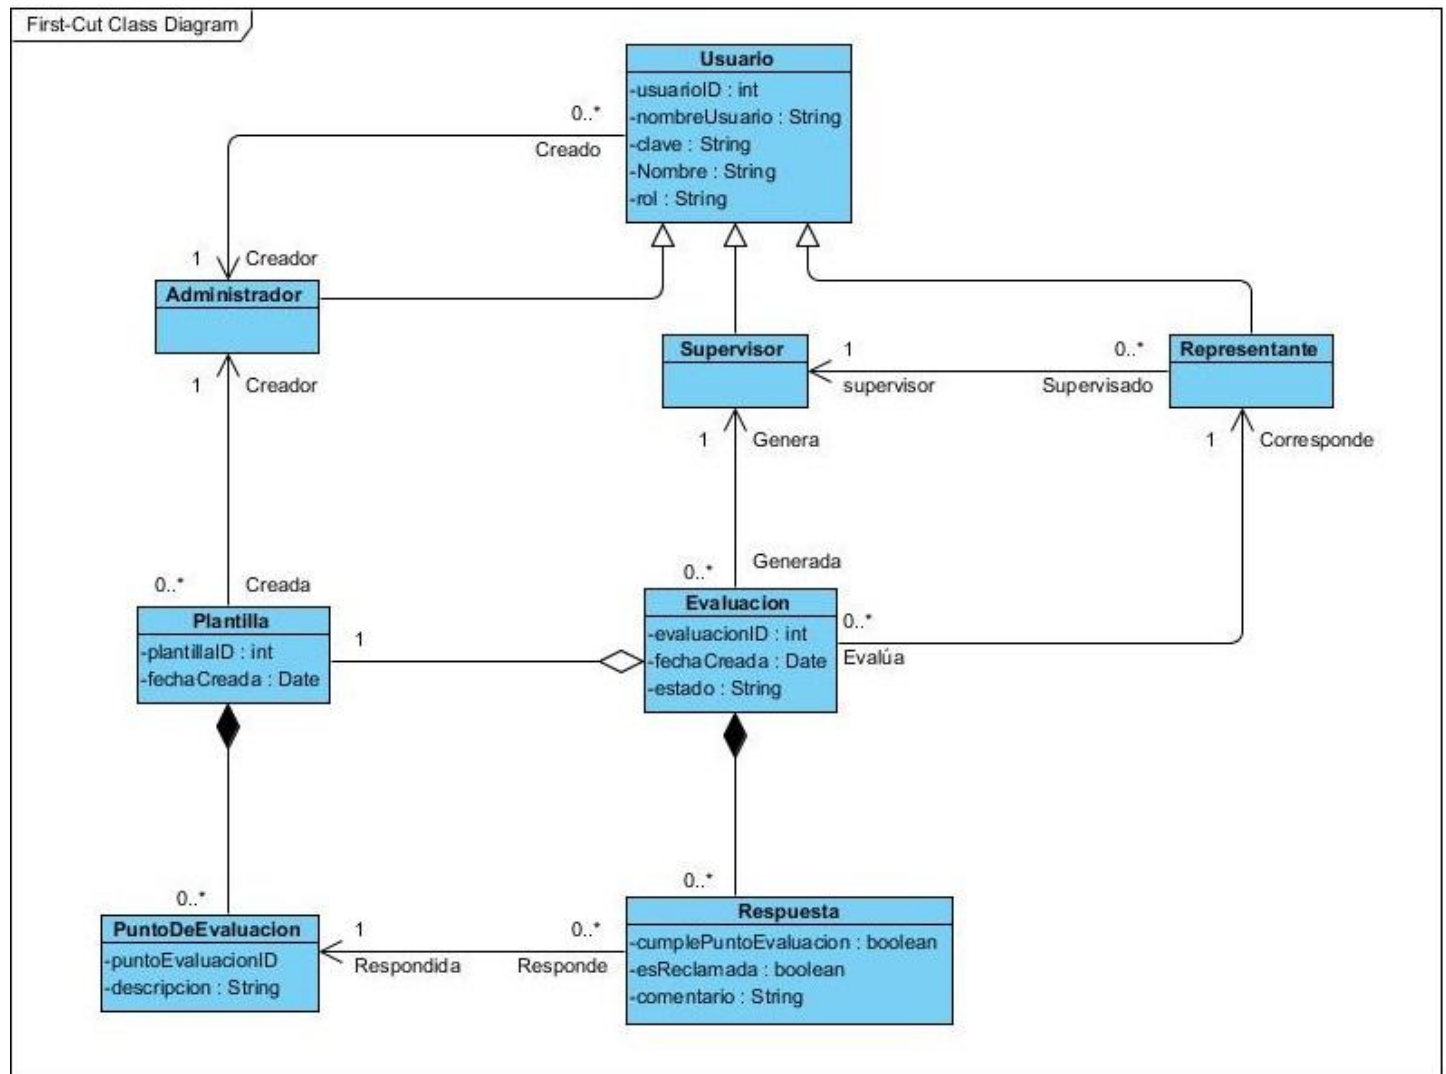 First-Cut Class Diagram
Usuario
-usuarioID : int
-nombreUsuario : String
-clave : String
-Nombre : String
-rol : String
0..*
Creado
1 Creador
Administrador
1 Creador
Supervisor
1
supervisor
0..*
Supervisado
Representante
1 Genera
1 Corresponde
0..* Creada
Plantilla
-plantillaID : int
-fechaCreada : Date
1
0..* Generada
Evaluacion
-evaluacionID : int
-fechaCreada : Date
-estado : String
0..*
Evalúa
0..*
PuntoDeEvaluacion
-puntoEvaluacionID
-descripcion : String
1
Respondida
0..*
Responde
0..*
Respuesta
-cumplePuntoEvaluacion : boolean
-esReclamada : boolean
-comentario : String